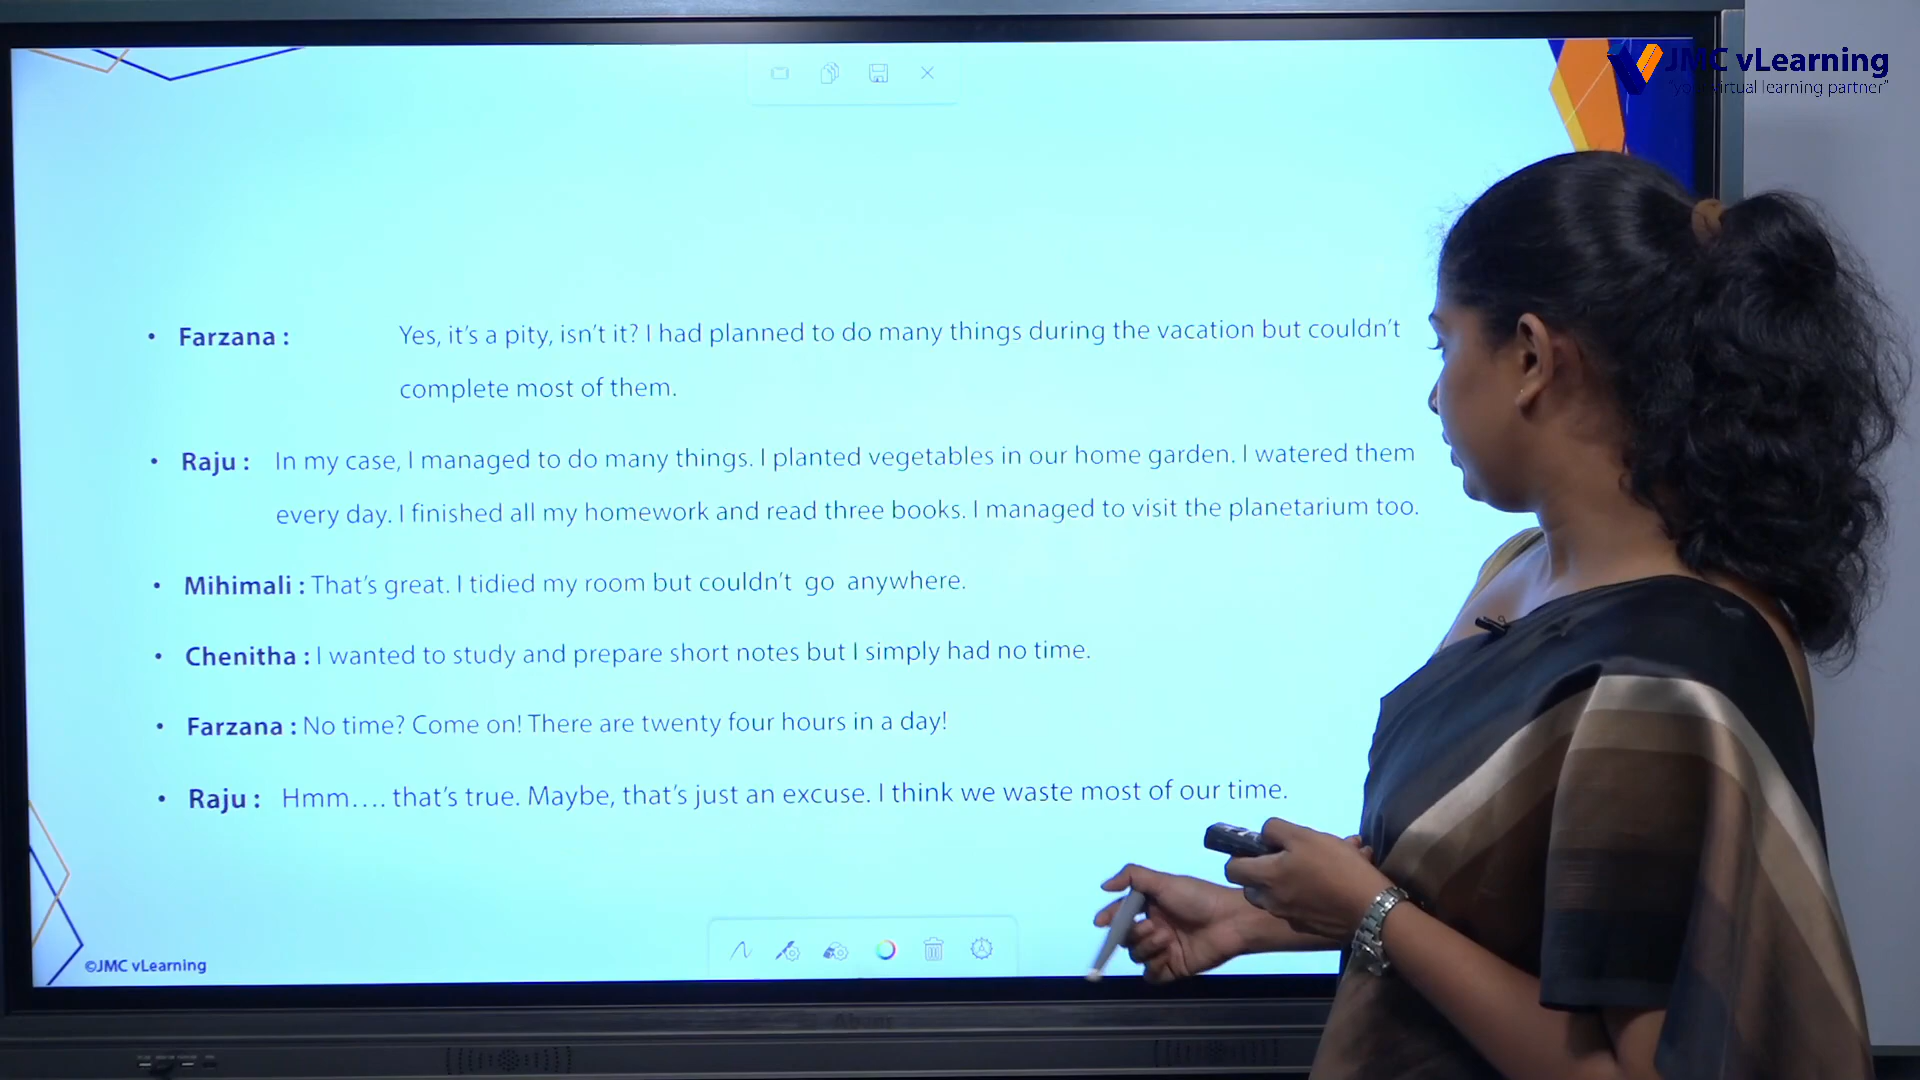 JMC vLearning
"your virtual learning partner"
• Farzana : Yes, it's a pity, isn't it? I had planned to do many things during the vacation but couldn't
complete most of them.
• Raju : In my case, I managed to do many things. I planted vegetables in our home garden. I watered them
every day. I finished all my homework and read three books. I managed to visit the planetarium too.
• Mihimali : That's great. I tidied my room but couldn't go anywhere.
• Chenitha : I wanted to study and prepare short notes but I simply had no time.
• Farzana : No time? Come on! There are twenty four hours in a day!
• Raju : Hmm.... that's true. Maybe, that's just an excuse. I think we waste most of our time.
©JMC vLearning